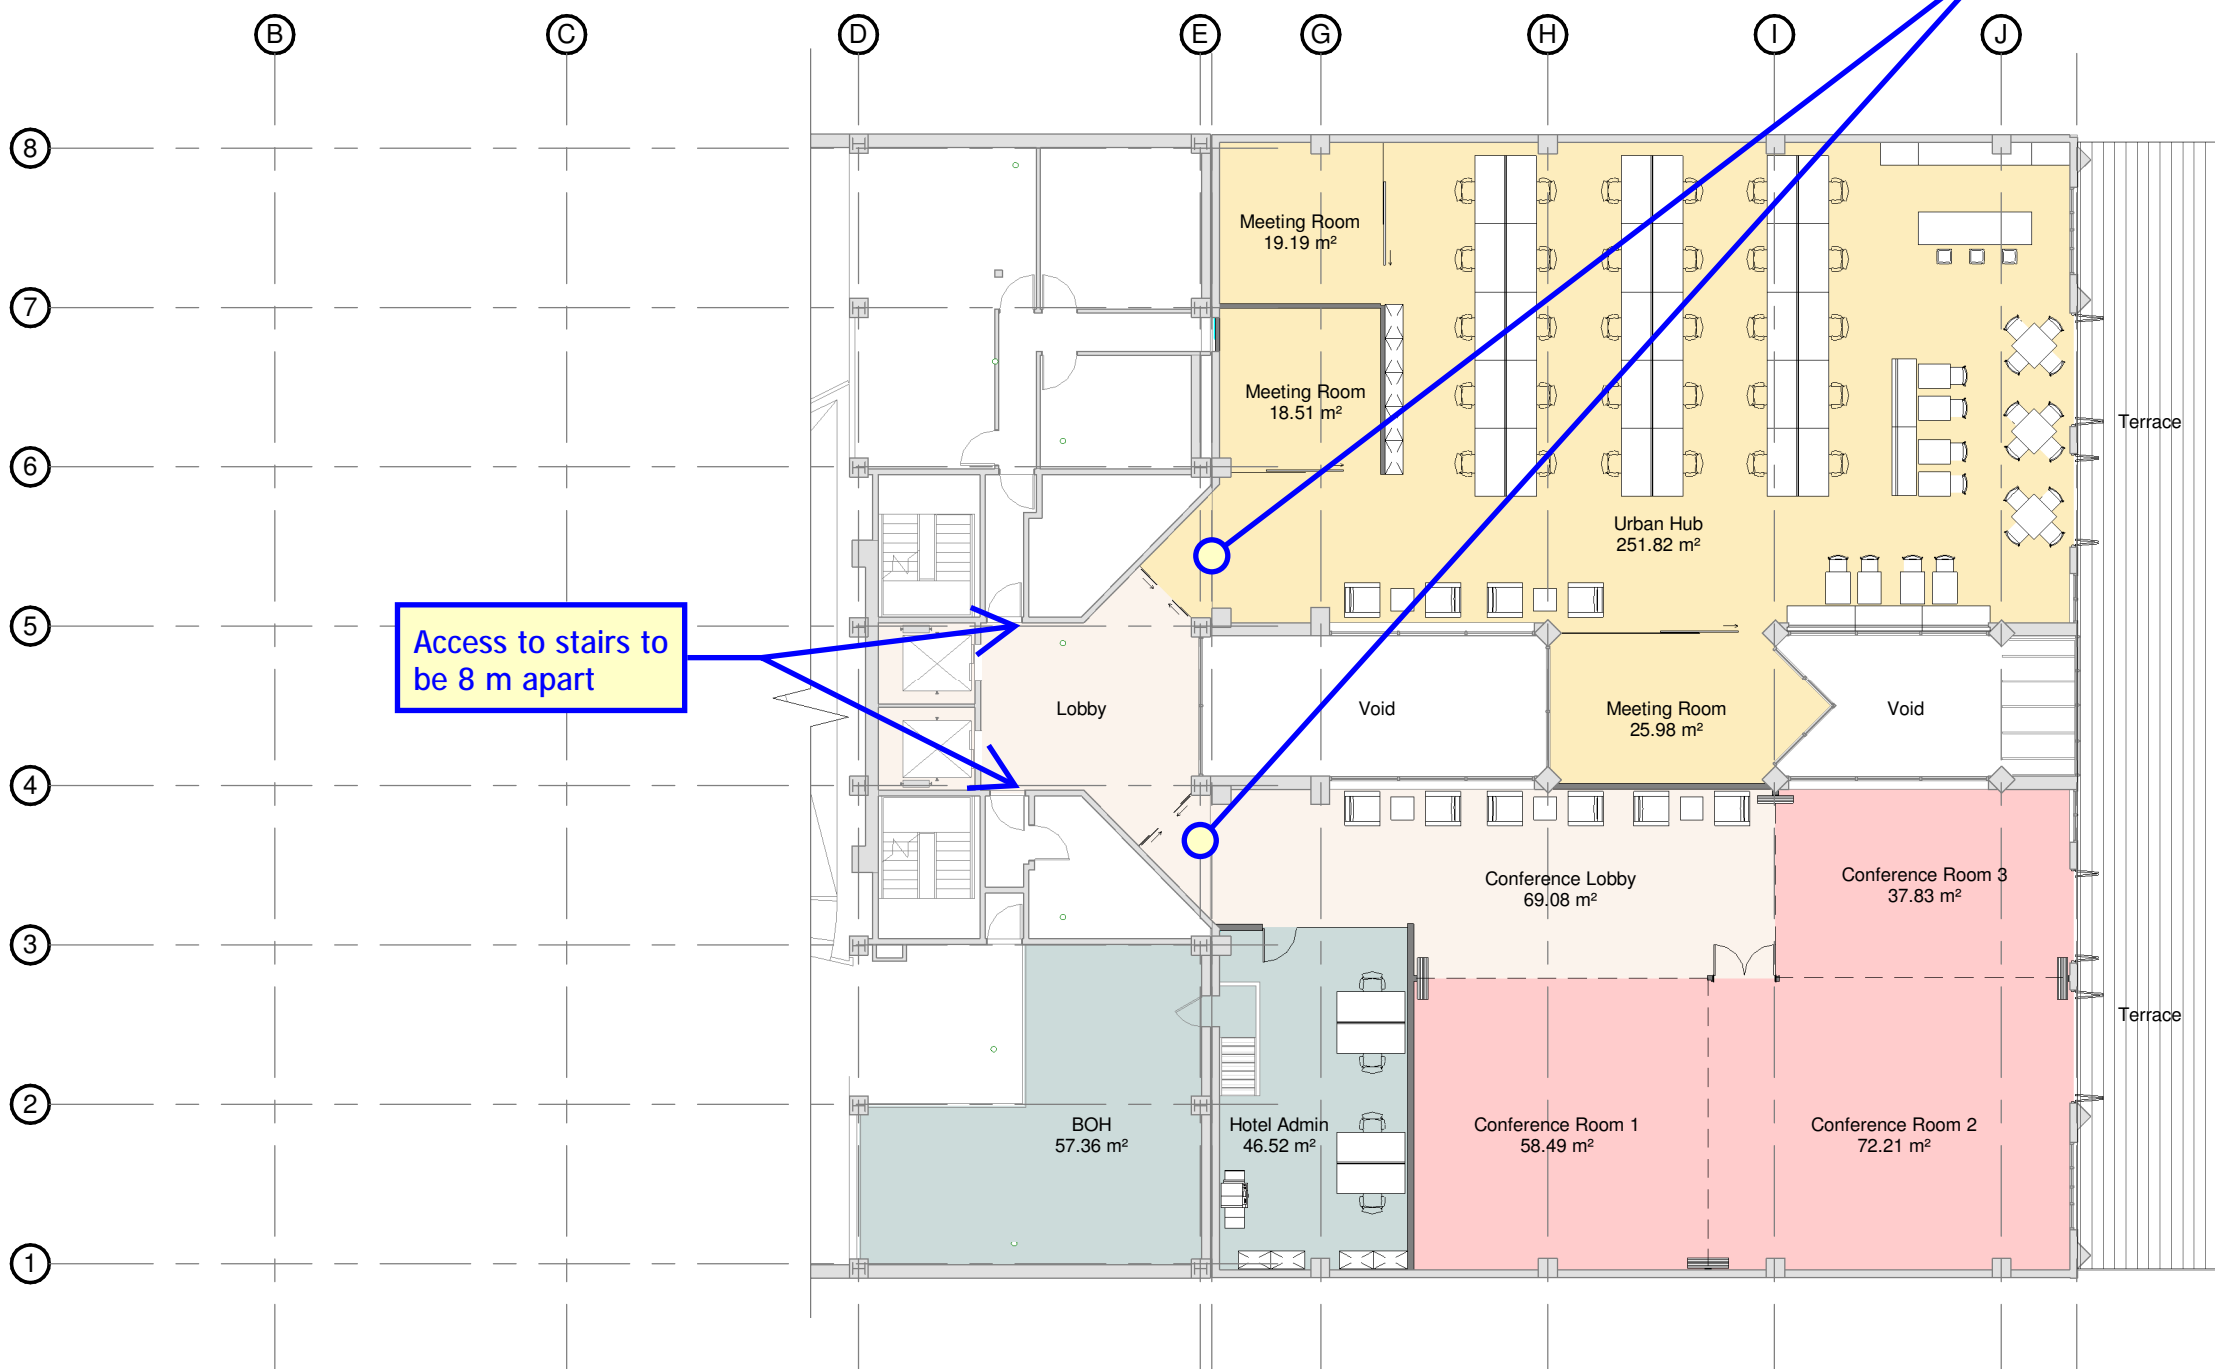 B
C
D
E
G
H
I
J
8
7
6
5
4
3
2
1
Meeting Room
19.19 m²
Meeting Room
18.51 m²
Terrace
Urban Hub
251.82 m²
Access to stairs to
be 8 m apart
Lobby
Void
Meeting Room
25.98 m²
Void
Conference Lobby
69.08 m²
Conference Room 3
37.83 m²
Terrace
BOH
57.36 m²
Hotel Admin
46.52 m²
Conference Room 1
58.49 m²
Conference Room 2
72.21 m²